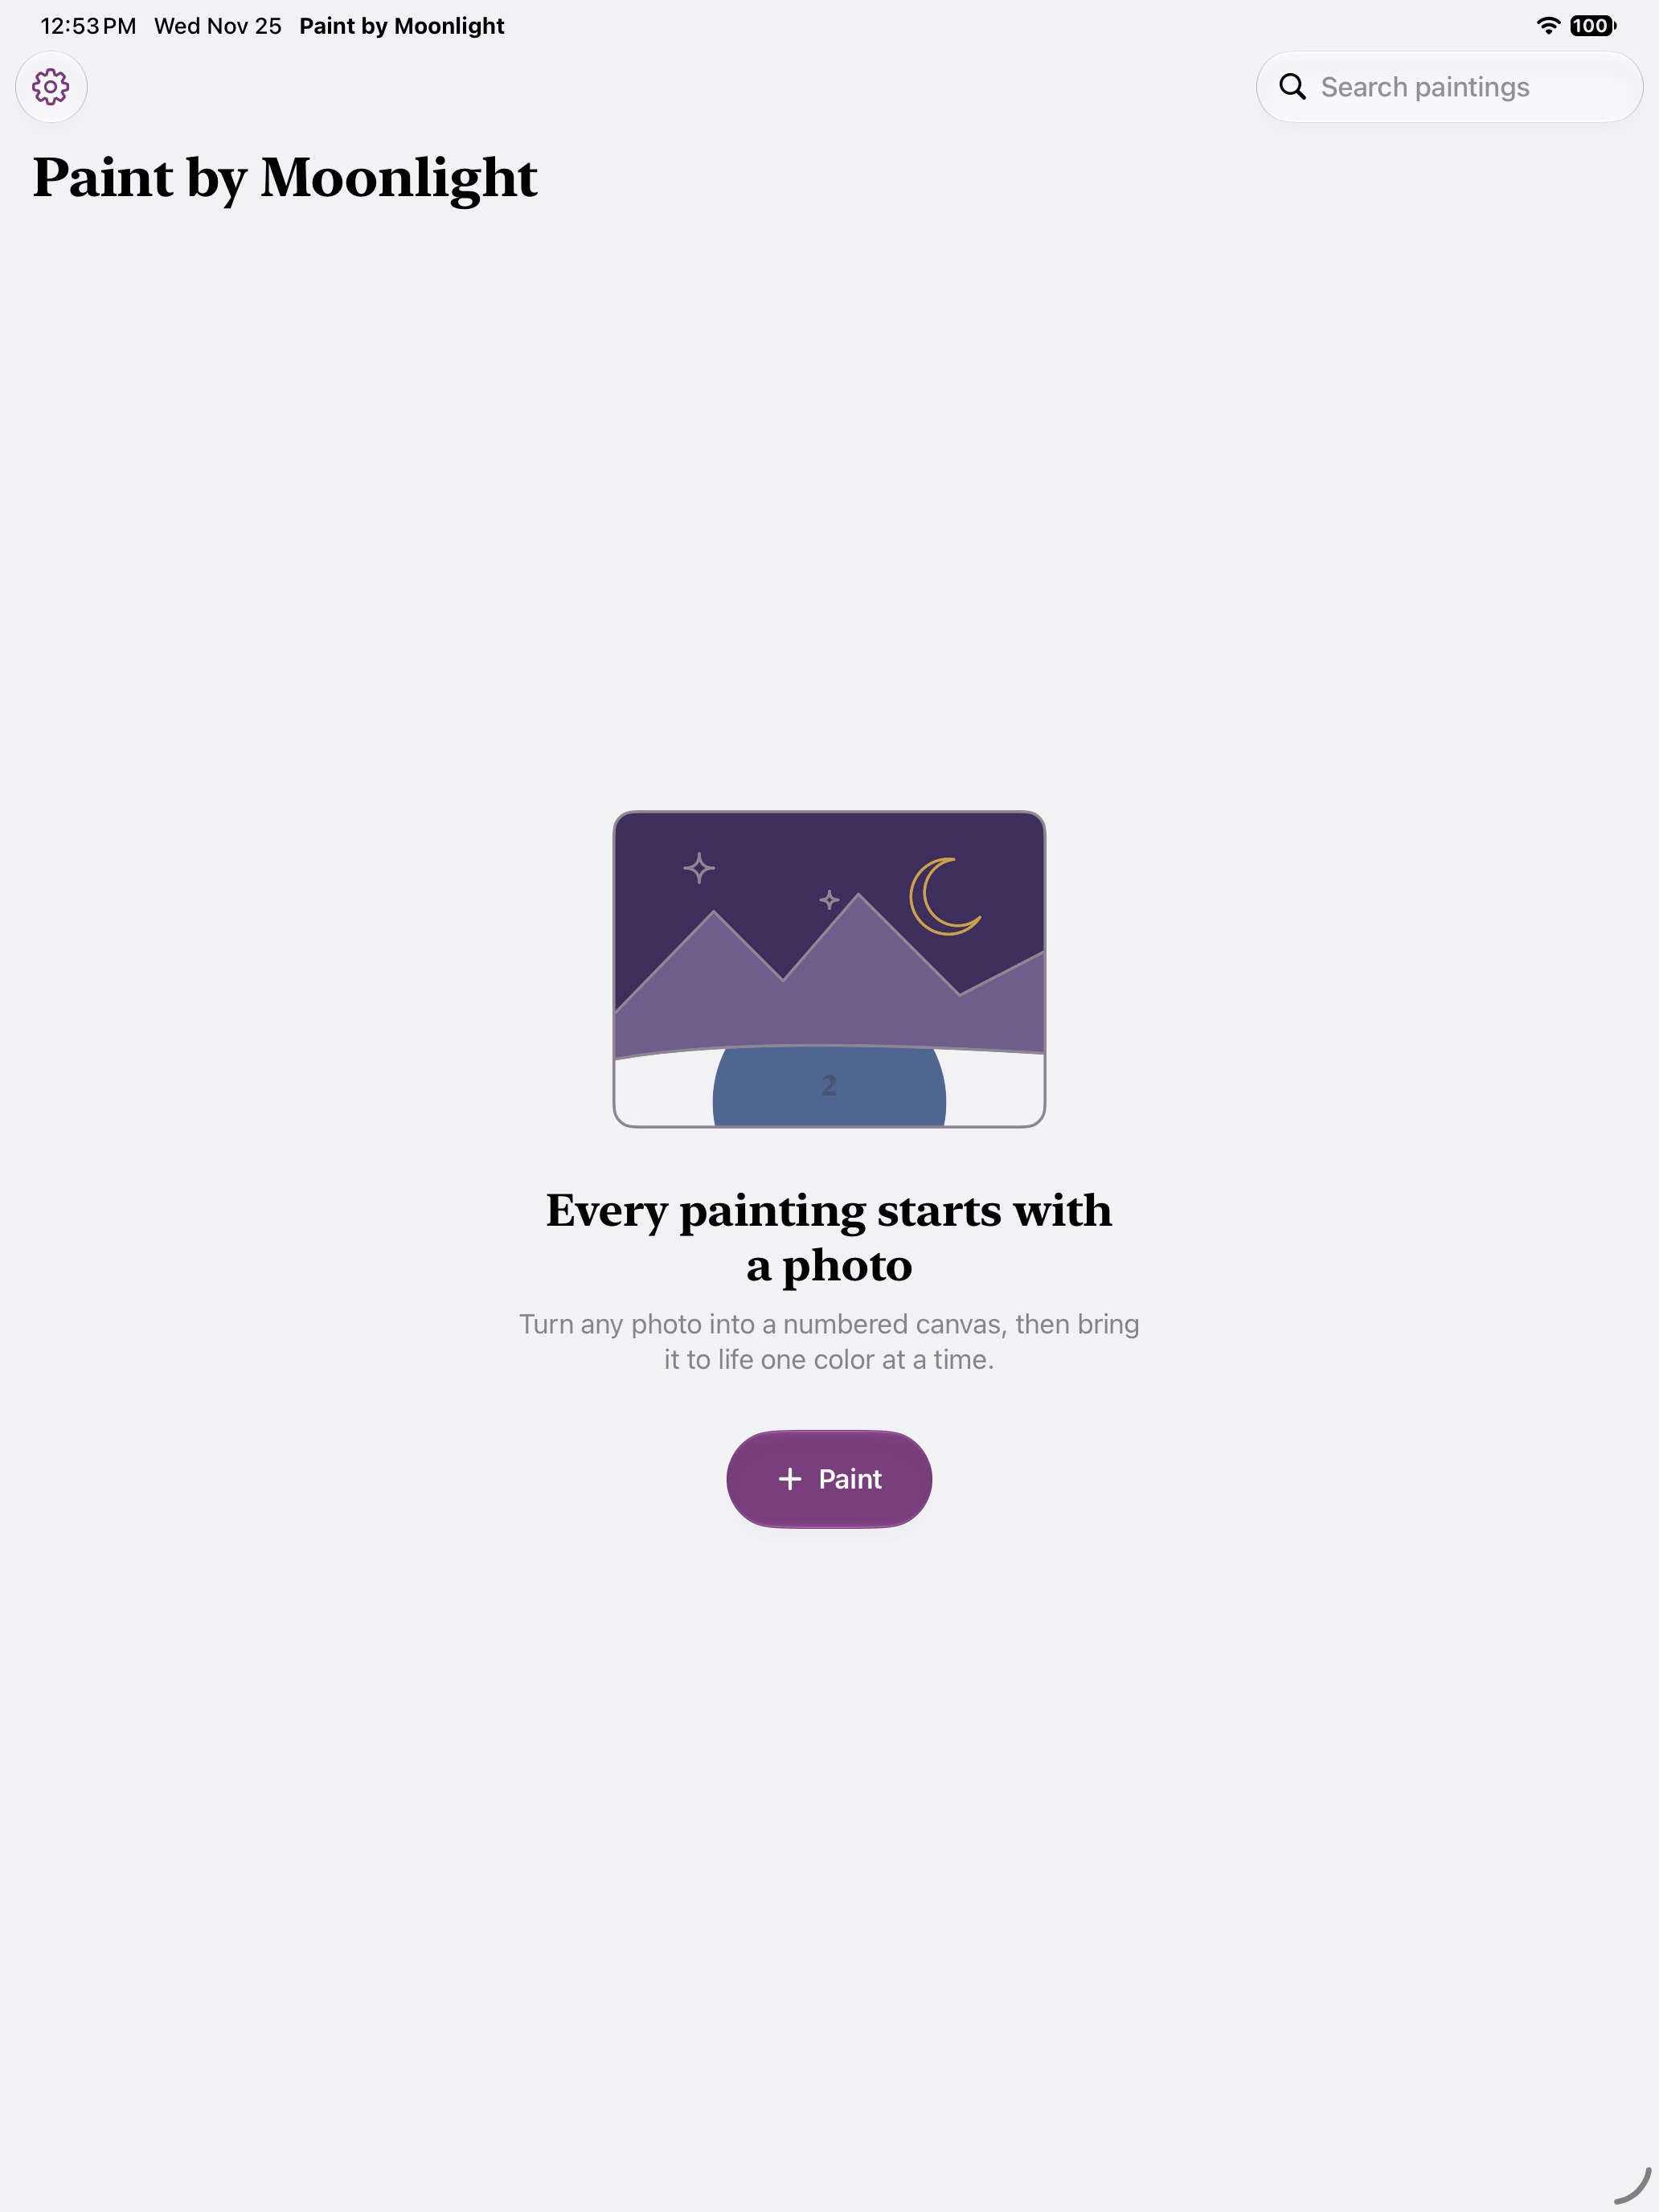 12:53 PM Wed Nov 25 Paint by Moonlight
100
Search paintings
Paint by Moonlight
2
Every painting starts with
a photo
Turn any photo into a numbered canvas, then bring
it to life one color at a time.
+ Paint